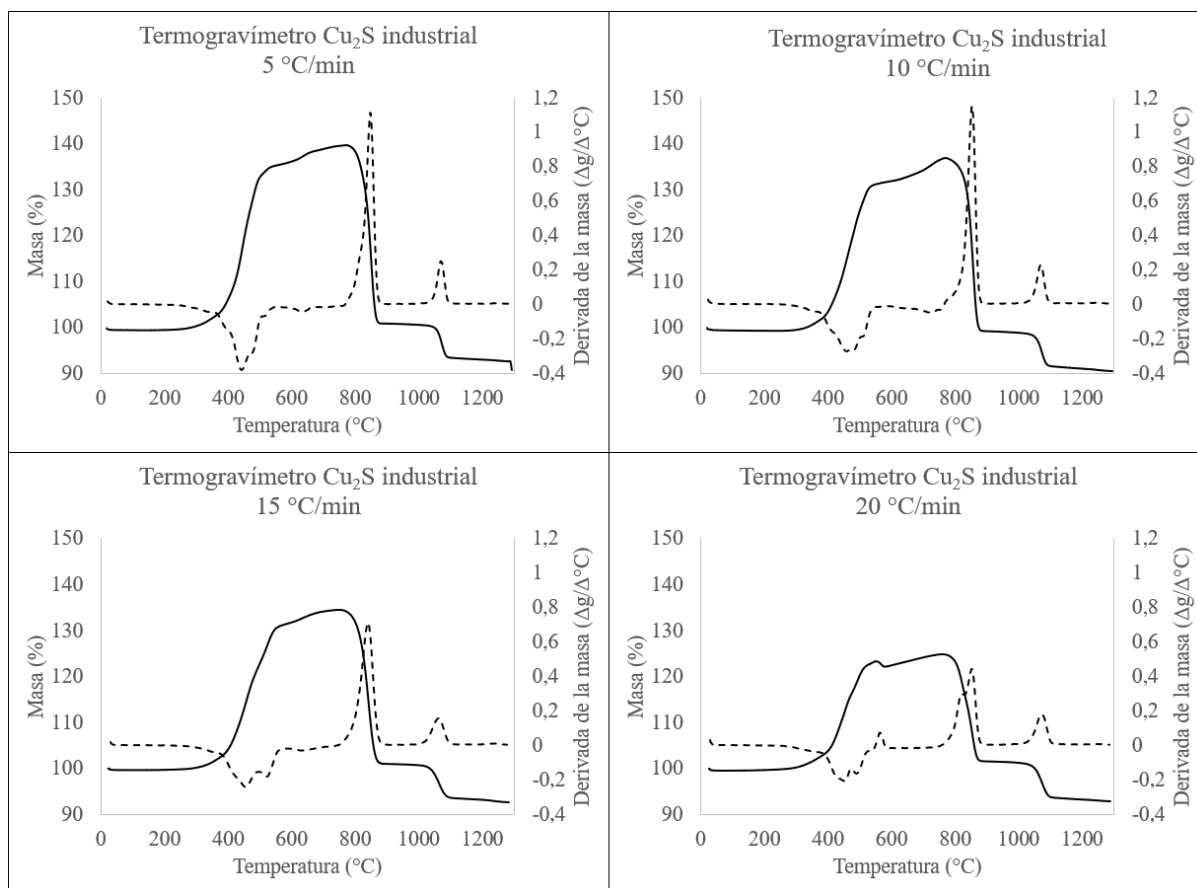 Termogravímetro Cu₂S industrial
5 °C/min
150
140
130
120
110
100
90
Masa (%)
1,2
1
0,8
0,6
0,4
0,2
0
-0,2
-0,4
Derivada de la masa (Δg/Δ°C)
0 200 400 600 800 1000 1200
Temperatura (°C)
Termogravímetro Cu₂S industrial
10 °C/min
150
140
130
120
110
100
90
Masa (%)
1,2
1
0,8
0,6
0,4
0,2
0
-0,2
-0,4
Derivada de la masa (Δg/Δ°C)
0 200 400 600 800 1000 1200
Temperatura (°C)
Termogravímetro Cu₂S industrial
15 °C/min
150
140
130
120
110
100
90
Masa (%)
1,2
1
0,8
0,6
0,4
0,2
0
-0,2
-0,4
Derivada de la masa (Δg/Δ°C)
0 200 400 600 800 1000 1200
Temperatura (°C)
Termogravímetro Cu₂S industrial
20 °C/min
150
140
130
120
110
100
90
Masa (%)
1,2
1
0,8
0,6
0,4
0,2
0
-0,2
-0,4
Derivada de la masa (Δg/Δ°C)
0 200 400 600 800 1000 1200
Temperatura (°C)